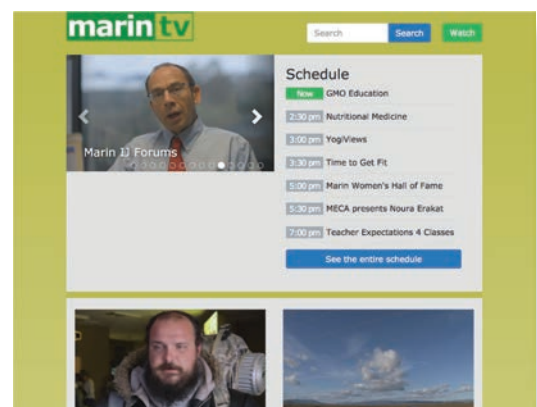 marin tv
Search
Search
Watch
Marin IJ Forums
Schedule
Now GMO Education
2:30 pm Nutritional Medicine
3:00 pm YogiViews
3:30 pm Time to Get Fit
5:00 pm Marin Women's Hall of Fame
5:30 pm MECA presents Noura Erakat
7:00 pm Teacher Expectations 4 Classes
See the entire schedule